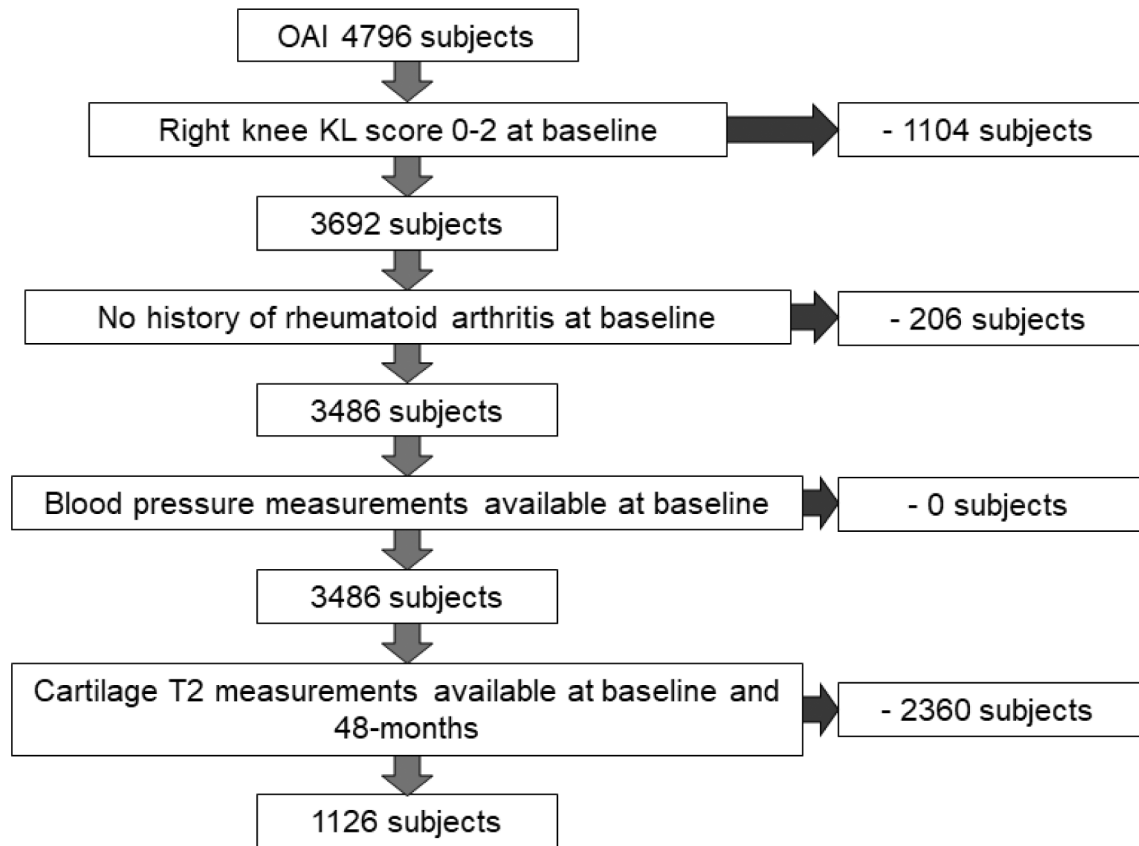 OAI 4796 subjects
Right knee KL score 0-2 at baseline
- 1104 subjects
3692 subjects
No history of rheumatoid arthritis at baseline
- 206 subjects
3486 subjects
Blood pressure measurements available at baseline
- 0 subjects
3486 subjects
Cartilage T2 measurements available at baseline and
48-months
- 2360 subjects
1126 subjects